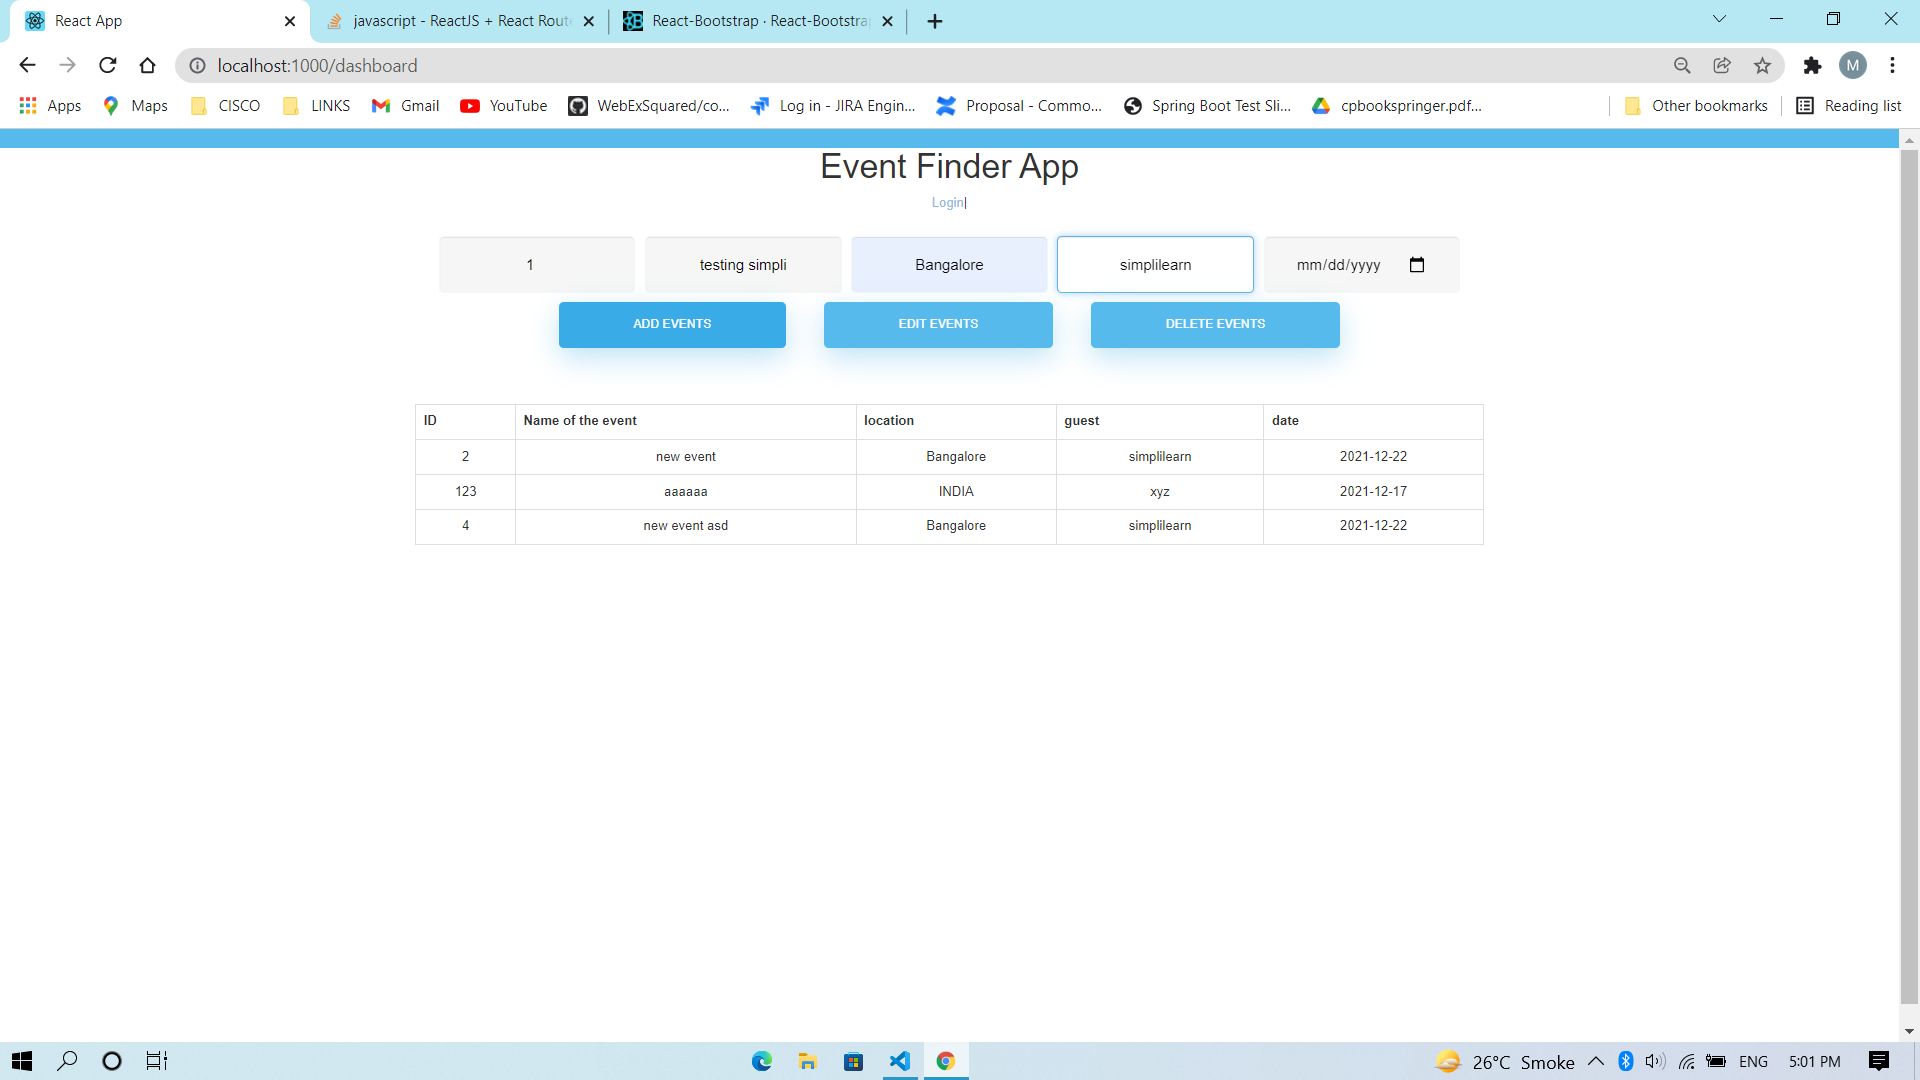 React App
javascript - ReactJS + React Rout
React-Bootstrap · React-Bootstra
localhost:1000/dashboard
M
Apps Maps CISCO LINKS Gmail YouTube WebExSquared/co... Log in - JIRA Engin... Proposal - Commo... Spring Boot Test Sli... cpbookspringer.pdf... Other bookmarks Reading list
Event Finder App
Login|
1 testing simpli Bangalore simplilearn mm/dd/yyyy
ADD EVENTS EDIT EVENTS DELETE EVENTS
ID Name of the event location guest date
2 new event Bangalore simplilearn 2021-12-22
123 aaaaaa INDIA xyz 2021-12-17
4 new event asd Bangalore simplilearn 2021-12-22
26°C Smoke ENG 5:01 PM